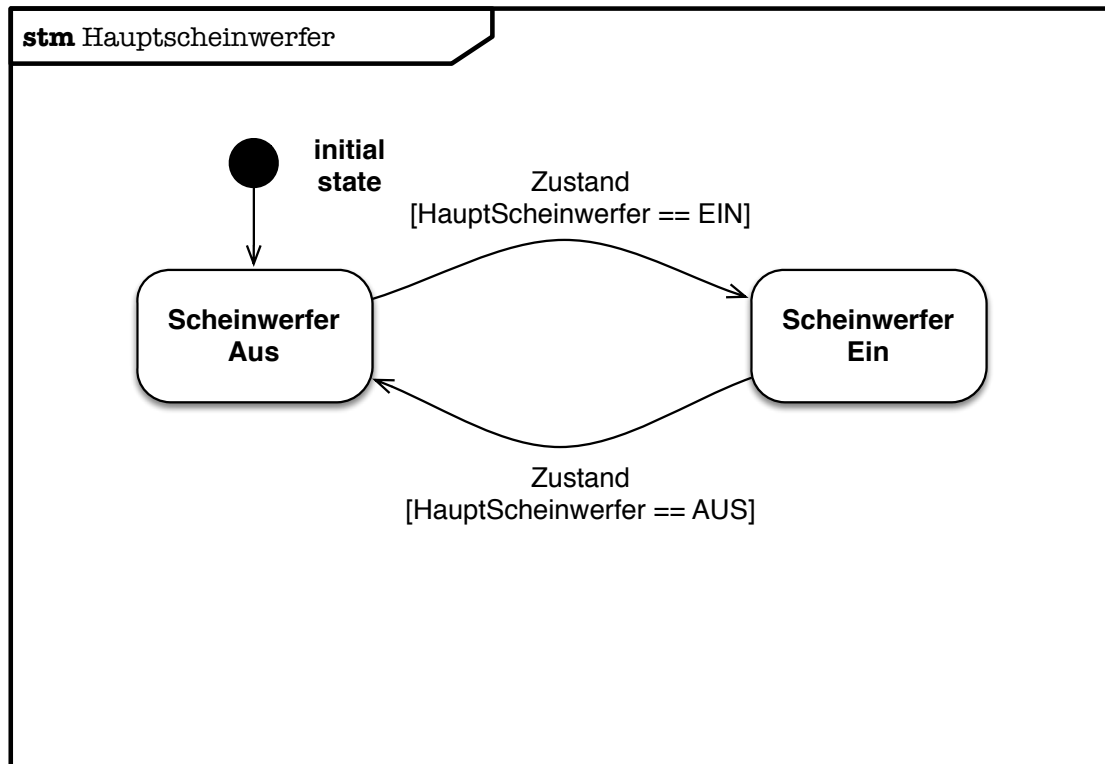 stm Hauptscheinwerfer
initial
state
Zustand
[HauptScheinwerfer == EIN]
Scheinwerfer
Aus
Scheinwerfer
Ein
Zustand
[HauptScheinwerfer == AUS]